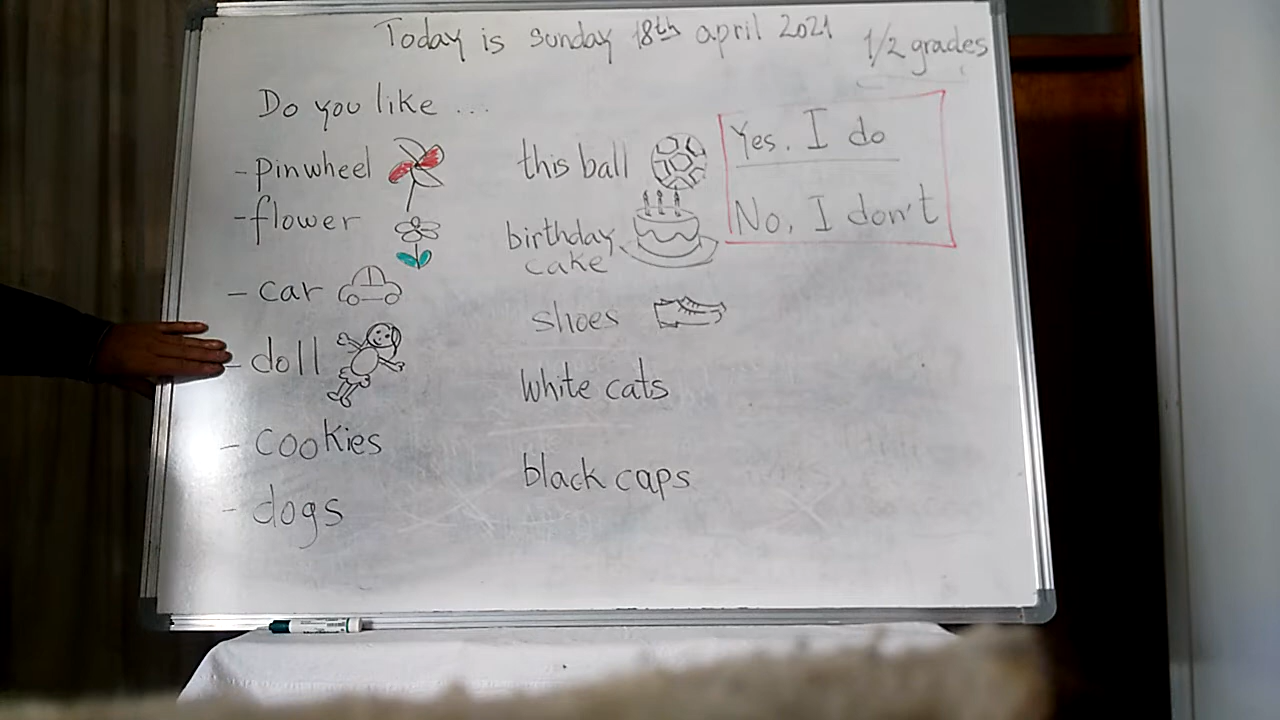 Today is Sunday 18th april 2021
1/2 grades
Do you like ...
- pinwheel
- flower
- car
- doll
- cookies
- dogs
this ball
birthday
cake
shoes
white cats
black caps
Yes. I do
No, I don't